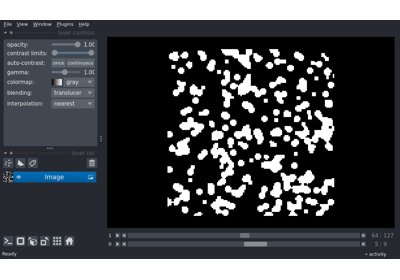 File View Window Plugins Help
layer controls
opacity: 1.00
contrast limits:
auto-contrast: once continuous
gamma: 1.00
colormap: gray
blending: translucer
interpolation: nearest
layer list
Image
1 64 127
0 5 9
Ready activity